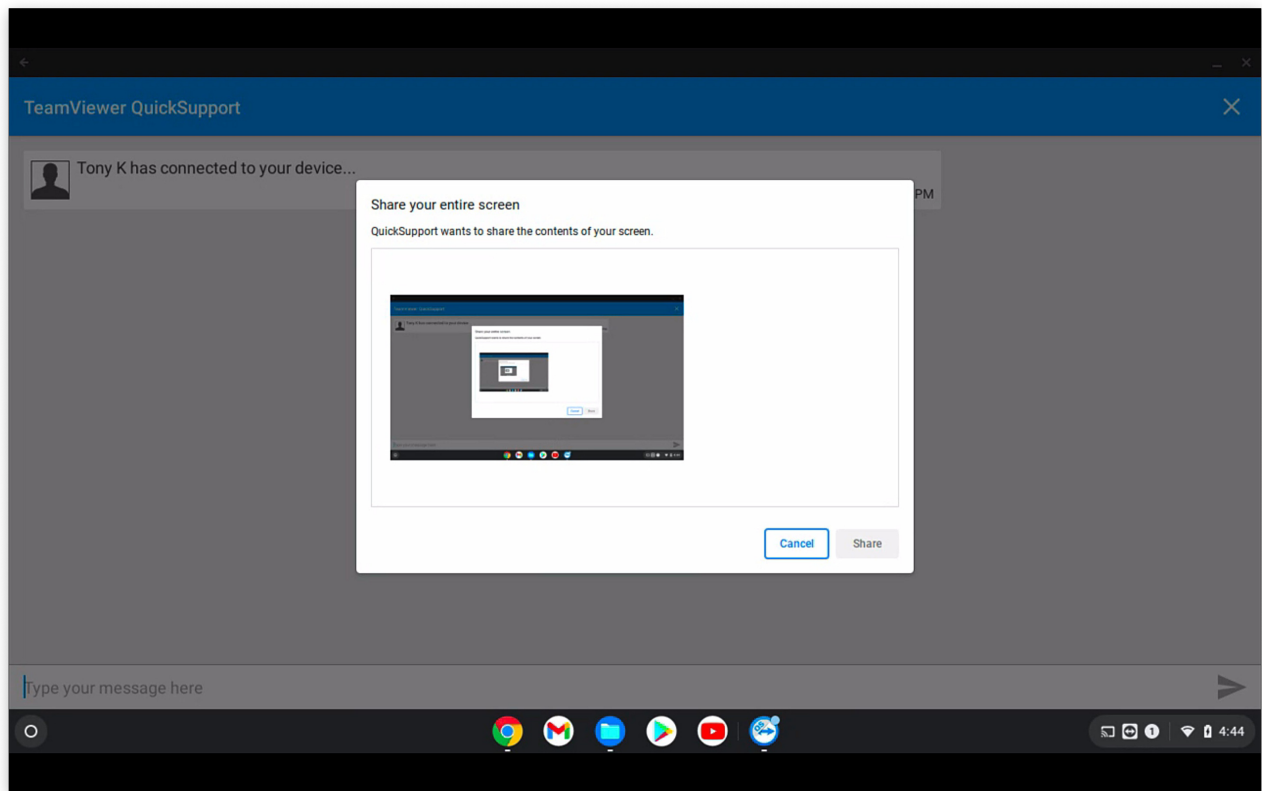 TeamViewer QuickSupport
Tony K has connected to your device...
PM
Share your entire screen
QuickSupport wants to share the contents of your screen.
Cancel
Share
Type your message here
1
4:44